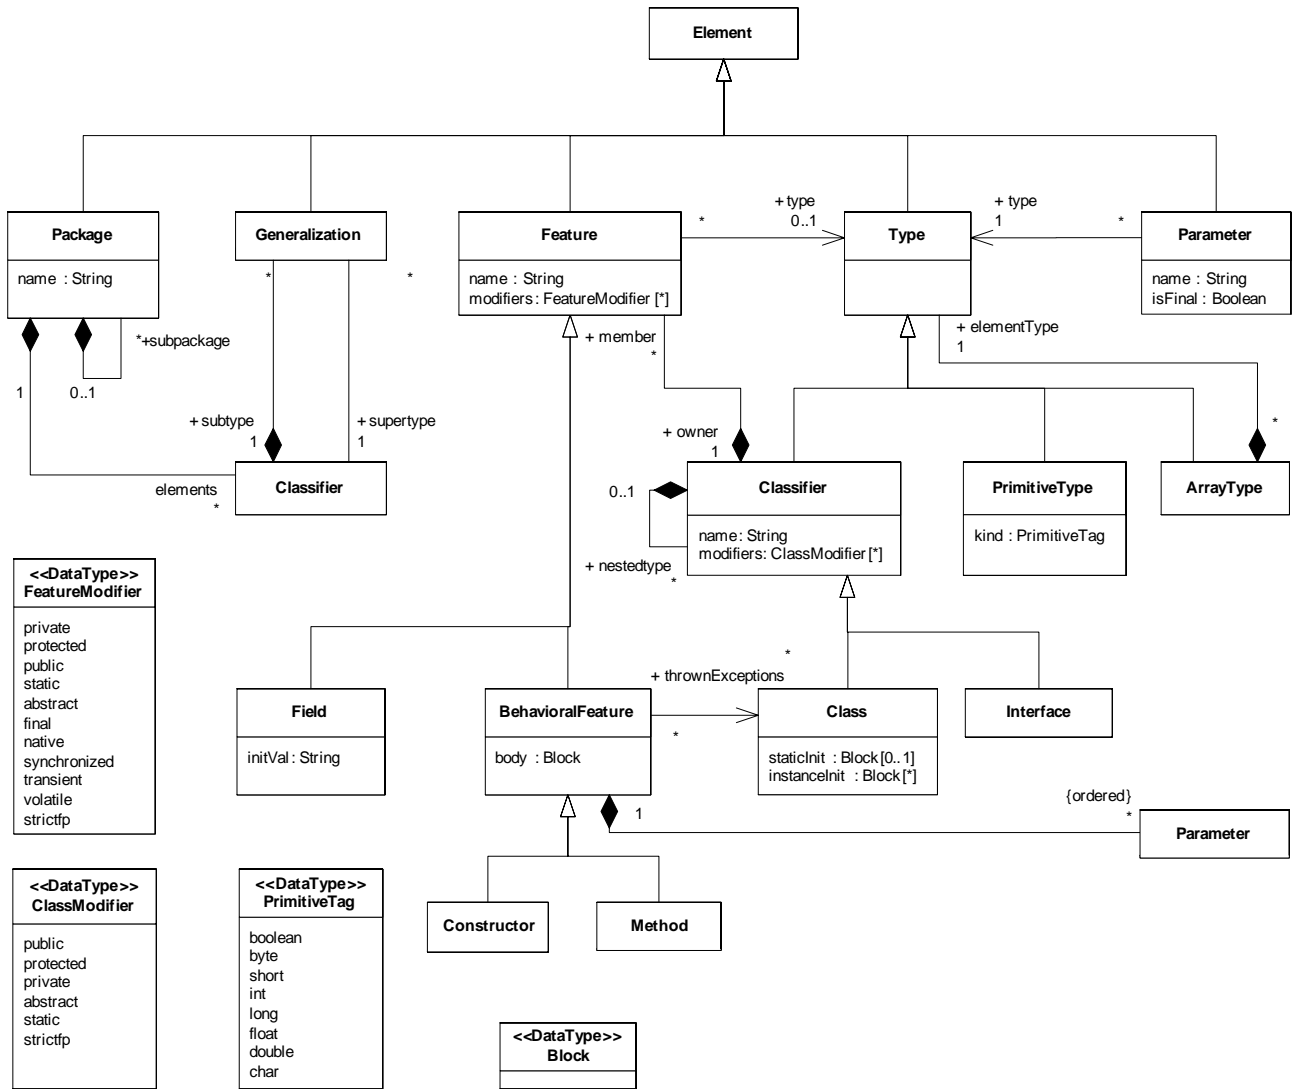 Element
Package
name : String
Generalization
Feature
name : String
modifiers : FeatureModifier [*]
*
+ type
0..1
Type
+ type
1
*
Parameter
name : String
isFinal : Boolean
*
*
*+subpackage
0..1
1
+ member
*
+ elementType
1
+ subtype
1
+ supertype
1
+ owner
1
*
elements
*
Classifier
0..1
Classifier
name : String
modifiers : ClassModifier [*]
+ nestedtype
*
PrimitiveType
kind : PrimitiveTag
ArrayType
<<DataType>>
FeatureModifier
private
protected
public
static
abstract
final
native
synchronized
transient
volatile
strictfp
*
+ thrownExceptions
*
Field
initVal : String
BehavioralFeature
body : Block
Class
staticInit : Block [0..1]
instanceInit : Block [*]
Interface
1
{ordered}
*
Parameter
Constructor
Method
<<DataType>>
ClassModifier
public
protected
private
abstract
static
strictfp
<<DataType>>
PrimitiveTag
boolean
byte
short
int
long
float
double
char
<<DataType>>
Block